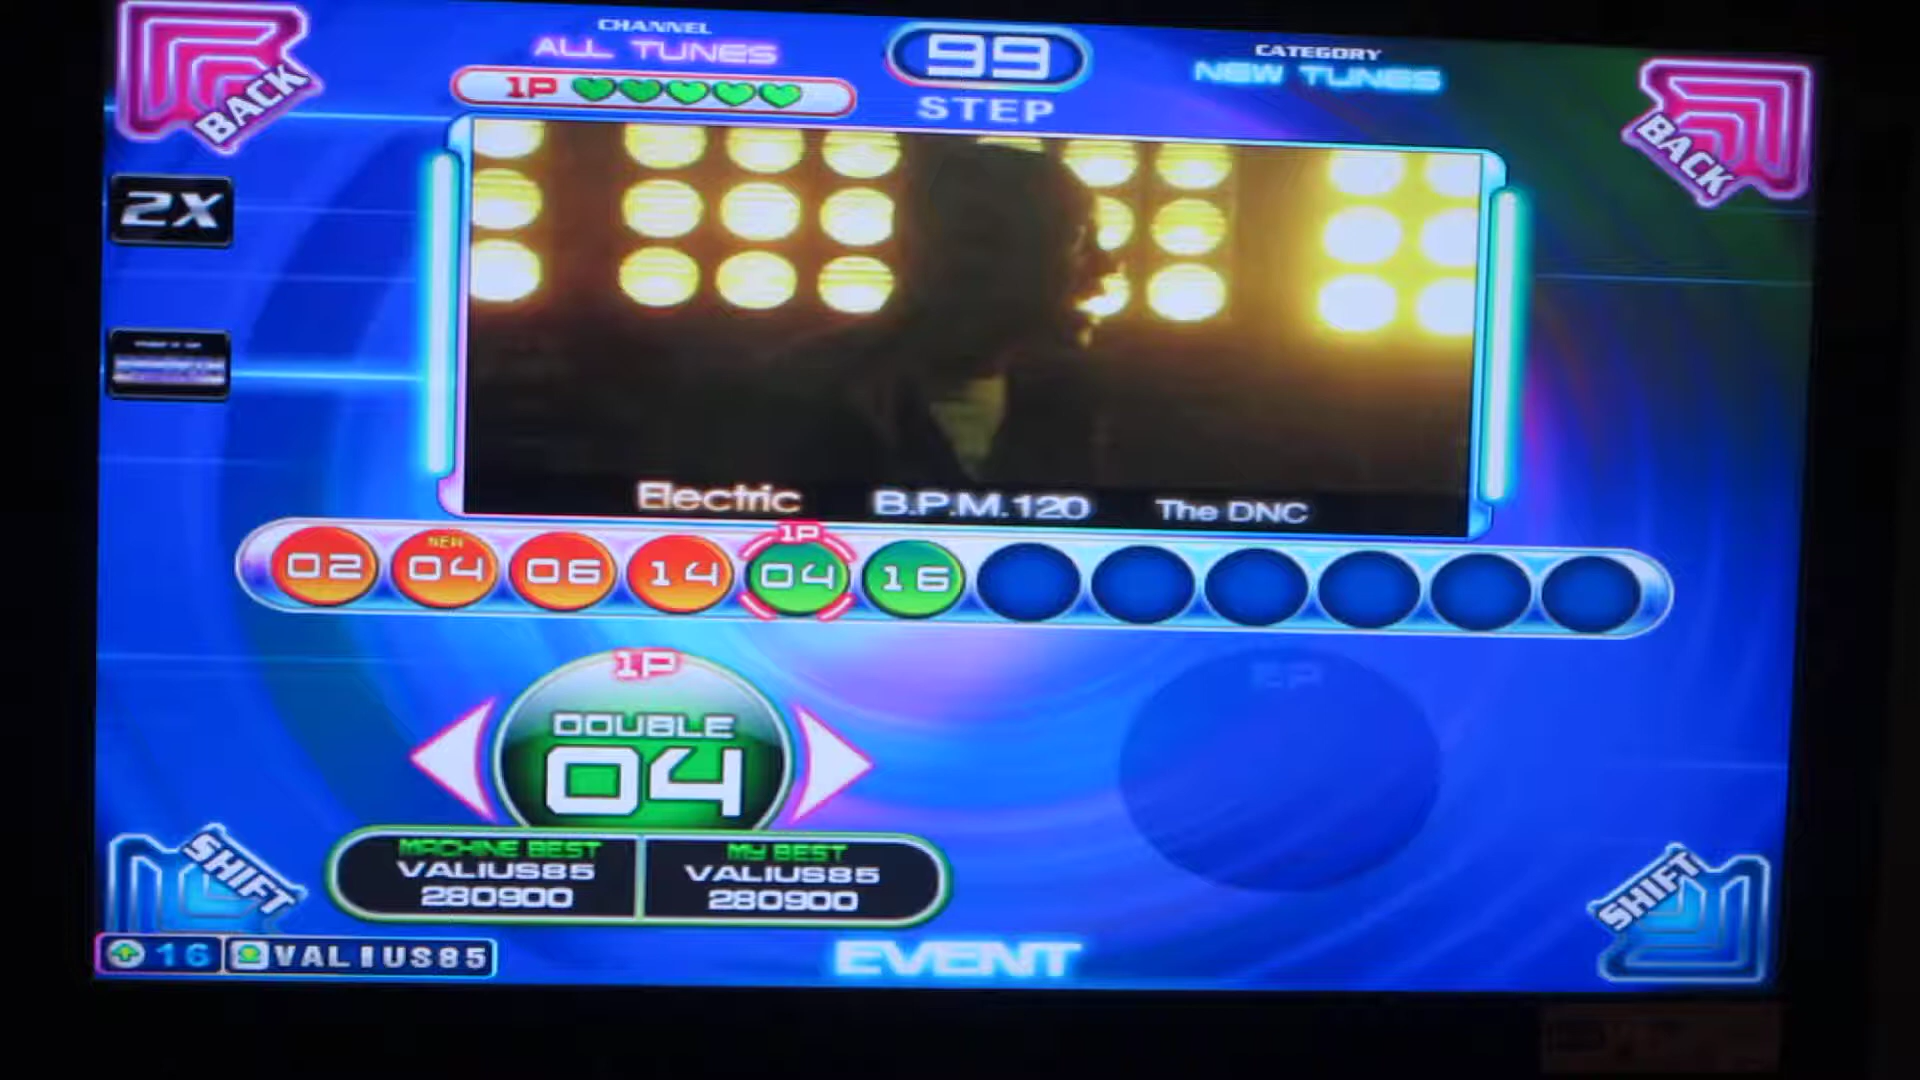 CHANNEL
ALL TUNES
99
STEP
CATEGORY
NEW TUNES
BACK
BACK
1P
2X
Electric B.P.M.120 The DNC
1P
NEW
02 04 06 14 04 16
1P
DOUBLE
04
2P
MACHINE BEST
VALIUS85
280900
MY BEST
VALIUS85
280900
SHIFT
SHIFT
16 VALIUS85
EVENT